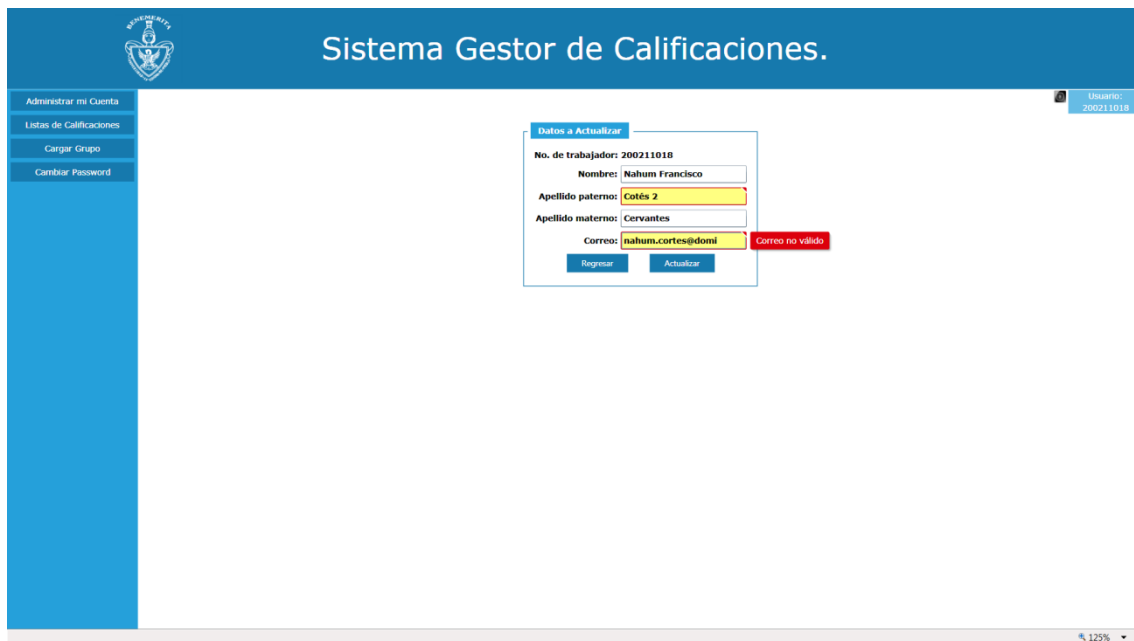 BENEMERITA
Sistema Gestor de Calificaciones.
Administrar mi Cuenta
Listas de Calificaciones
Cargar Grupo
Cambiar Password
Usuario:
200211018
Datos a Actualizar
No. de trabajador: 200211018
Nombre: Nahum Francisco
Apellido paterno: Cotés 2
Apellido materno: Cervantes
Correo: nahum.cortes@domi Correo no válido
Regresar Actualizar
125%